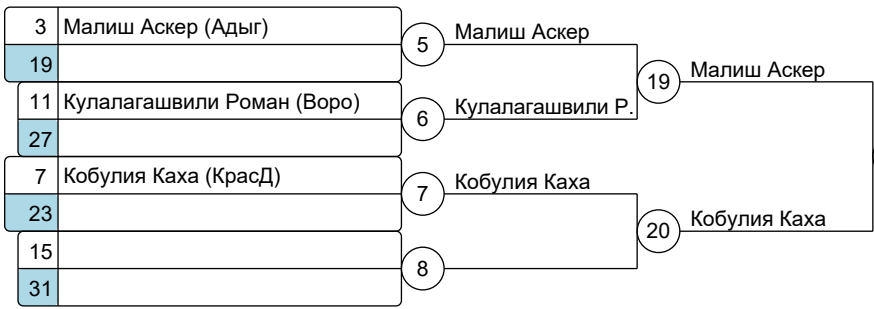 3 Малиш Аскер (Адыг)
19
5 Малиш Аскер
11 Кулалагашвили Роман (Воро)
27
6 Кулалагашвили Р.
19 Малиш Аскер
7 Кобулия Каха (КрасД)
23
7 Кобулия Каха
15
31
8
20 Кобулия Каха